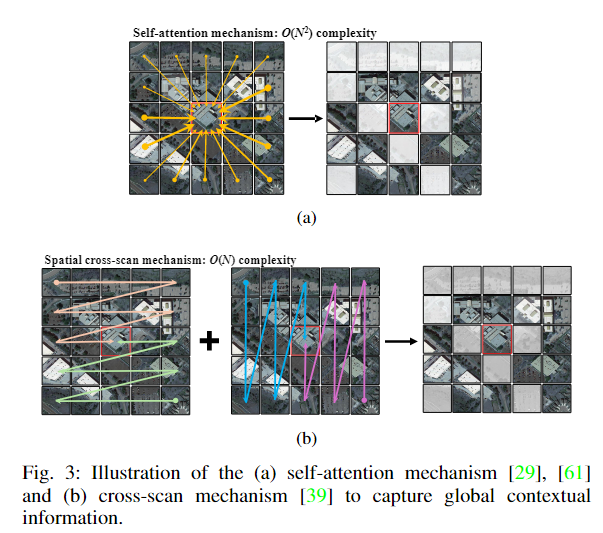 Self-attention mechanism: O(N²) complexity
(a)
Spatial cross-scan mechanism: O(N) complexity
+
(b)
Fig. 3: Illustration of the (a) self-attention mechanism [29], [61]
and (b) cross-scan mechanism [39] to capture global contextual
information.